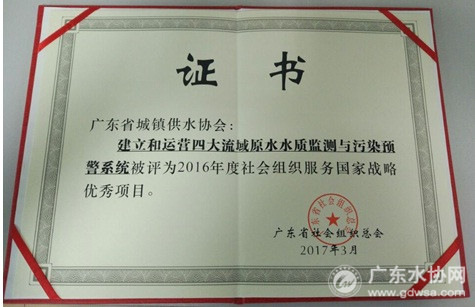 证 书
广东省城镇供水协会：
建立和运营四大流域原水水质监测与污染预
警系统被评为2016年度社会组织服务国家战略
优秀项目。
广东省社会组织总会
2017年3月
广东水协网
www.gdwsa.com